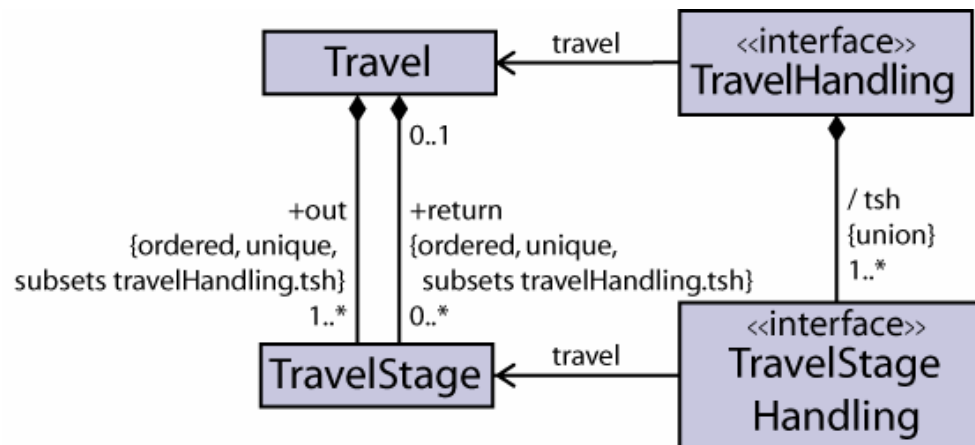 Travel
travel
<<interface>>
TravelHandling
0..1
+out
{ordered, unique,
subsets travelHandling.tsh}
1..*
+return
{ordered, unique,
subsets travelHandling.tsh}
0..*
/ tsh
{union}
1..*
TravelStage
travel
<<interface>>
TravelStage
Handling